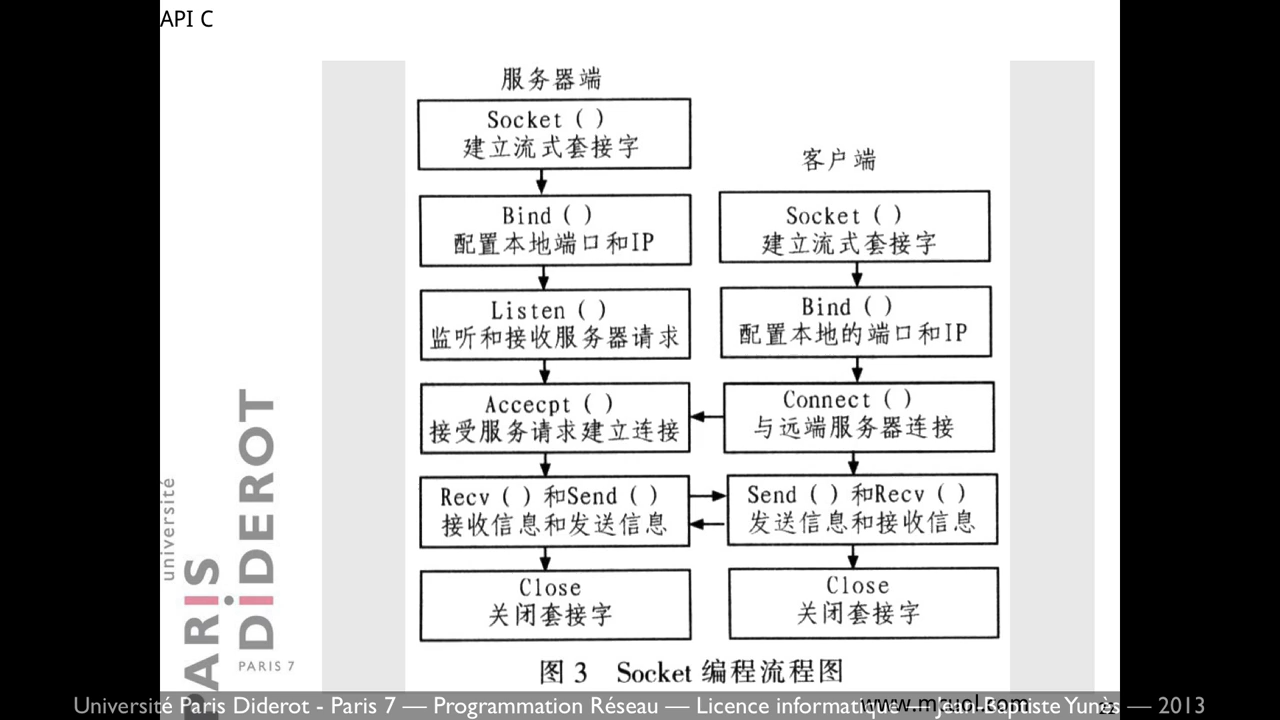 API C
服务器端
Socket ( )
建立流式套接字
Bind ( )
配置本地端口和IP
Listen ( )
监听和接收服务器请求
Accecpt ( )
接受服务请求建立连接
Recv ( ) 和Send ( )
接收信息和发送信息
Close
关闭套接字
客户端
Socket ( )
建立流式套接字
Bind ( )
配置本地的端口和IP
Connect ( )
与远端服务器连接
Send ( ) 和Recv ( )
发送信息和接收信息
Close
关闭套接字
图 3 Socket 编程流程图
université
PARIS
DIDEROT
PARIS 7
Université Paris Diderot - Paris 7 — Programmation Réseau — Licence informatique — Jean-Baptiste Yunès — 2013